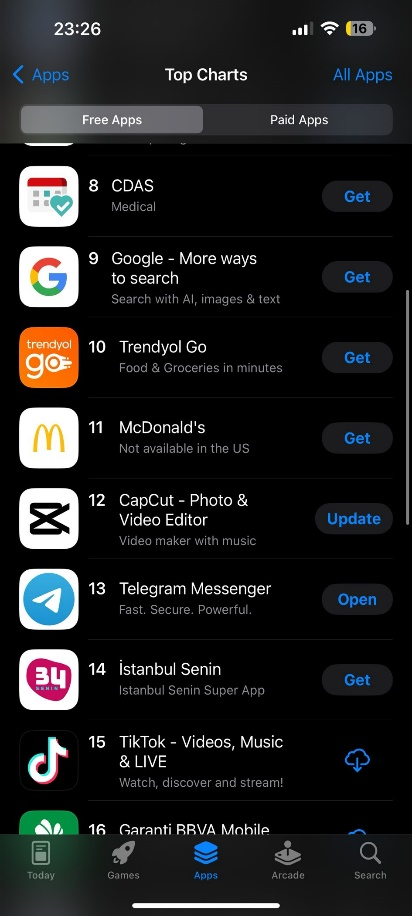 23:26
16
Apps
Top Charts
All Apps
Free Apps
Paid Apps
8
CDAS
Medical
Get
9
Google - More ways
to search
Search with AI, images & text
Get
trendyol
go
10
Trendyol Go
Food & Groceries in minutes
Get
11
McDonald's
Not available in the US
Get
12
CapCut - Photo &
Video Editor
Video maker with music
Update
13
Telegram Messenger
Fast. Secure. Powerful.
Open
34
SENİN
14
İstanbul Senin
Istanbul Senin Super App
Get
15
TikTok - Videos, Music
& LIVE
Watch, discover and stream!
16
Garanti BBVA Mobile
Today
Games
Apps
Arcade
Search